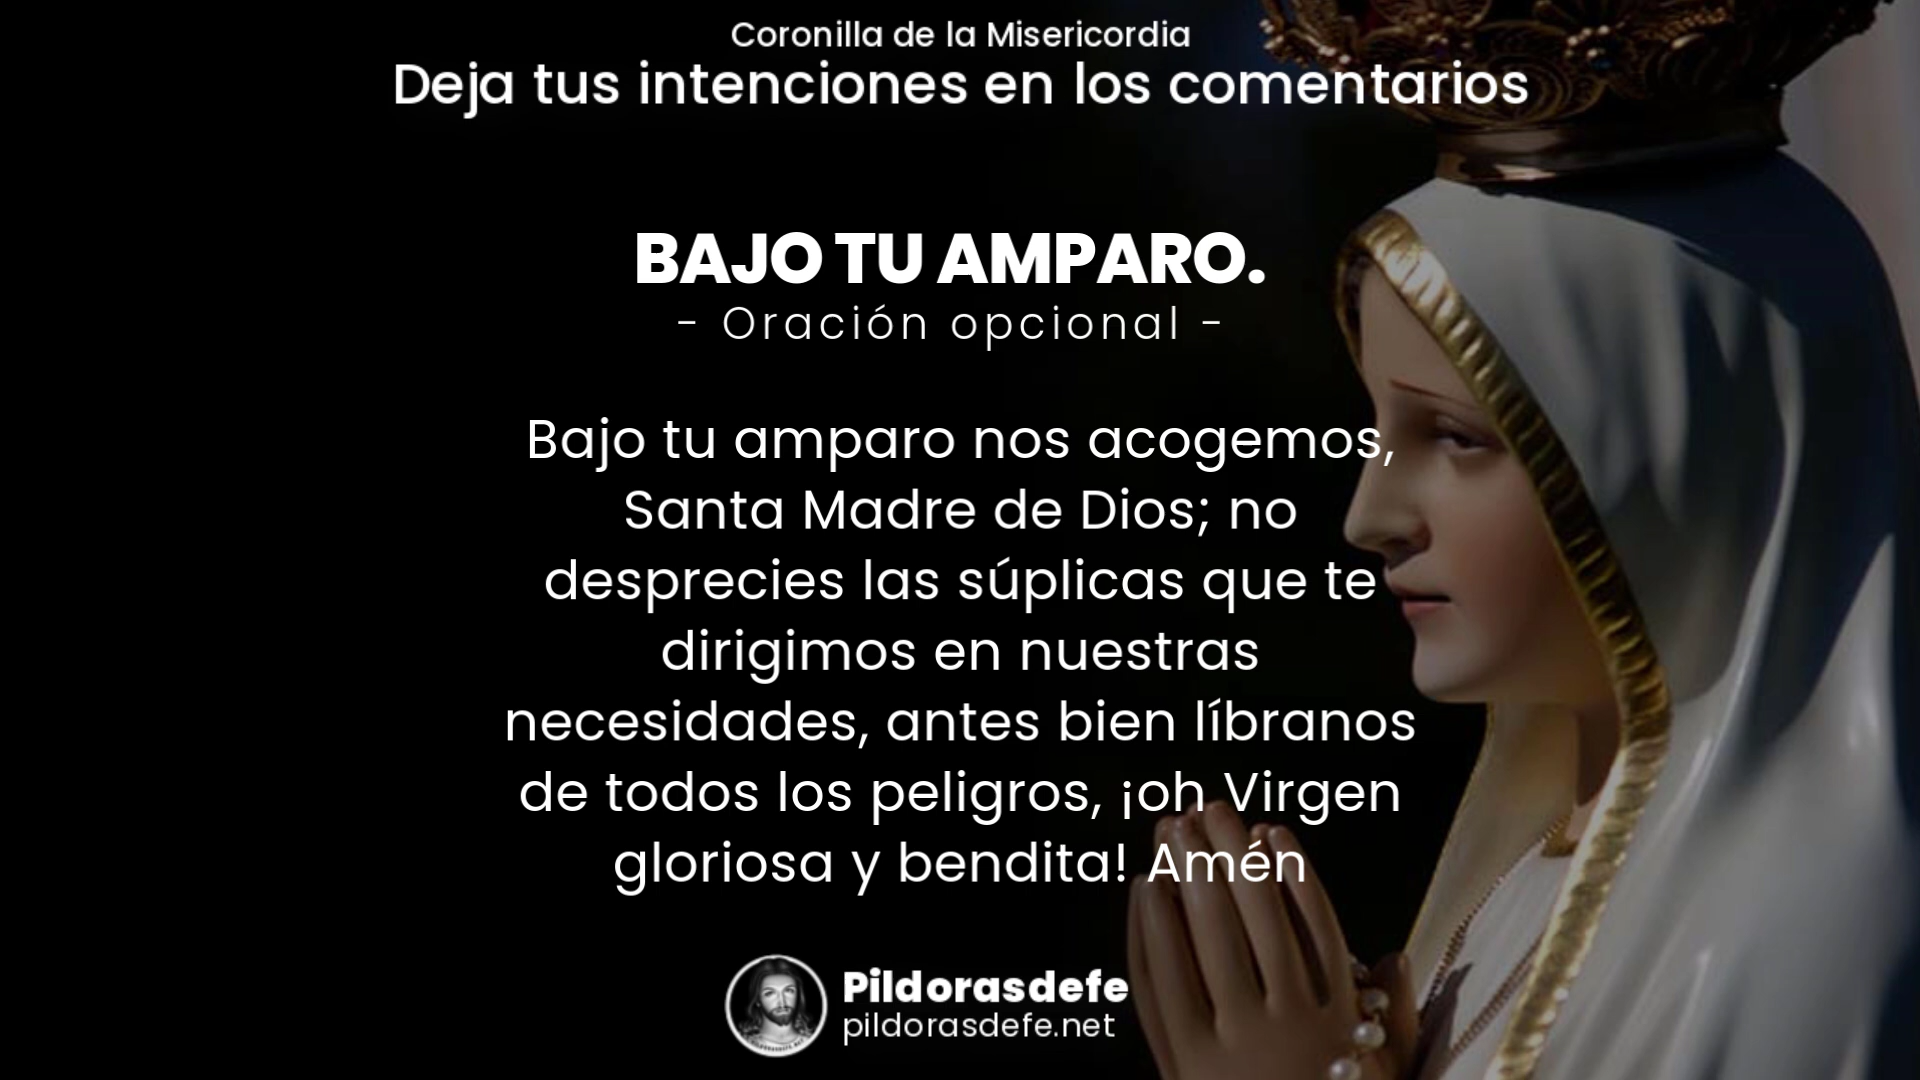 Coronilla de la Misericordia
Deja tus intenciones en los comentarios
BAJO TU AMPARO.
- Oración opcional -
Bajo tu amparo nos acogemos,
Santa Madre de Dios; no
desprecies las súplicas que te
dirigimos en nuestras
necesidades, antes bien líbranos
de todos los peligros, ¡oh Virgen
gloriosa y bendita! Amén
Pildorasdefe
pildorasdefe.net